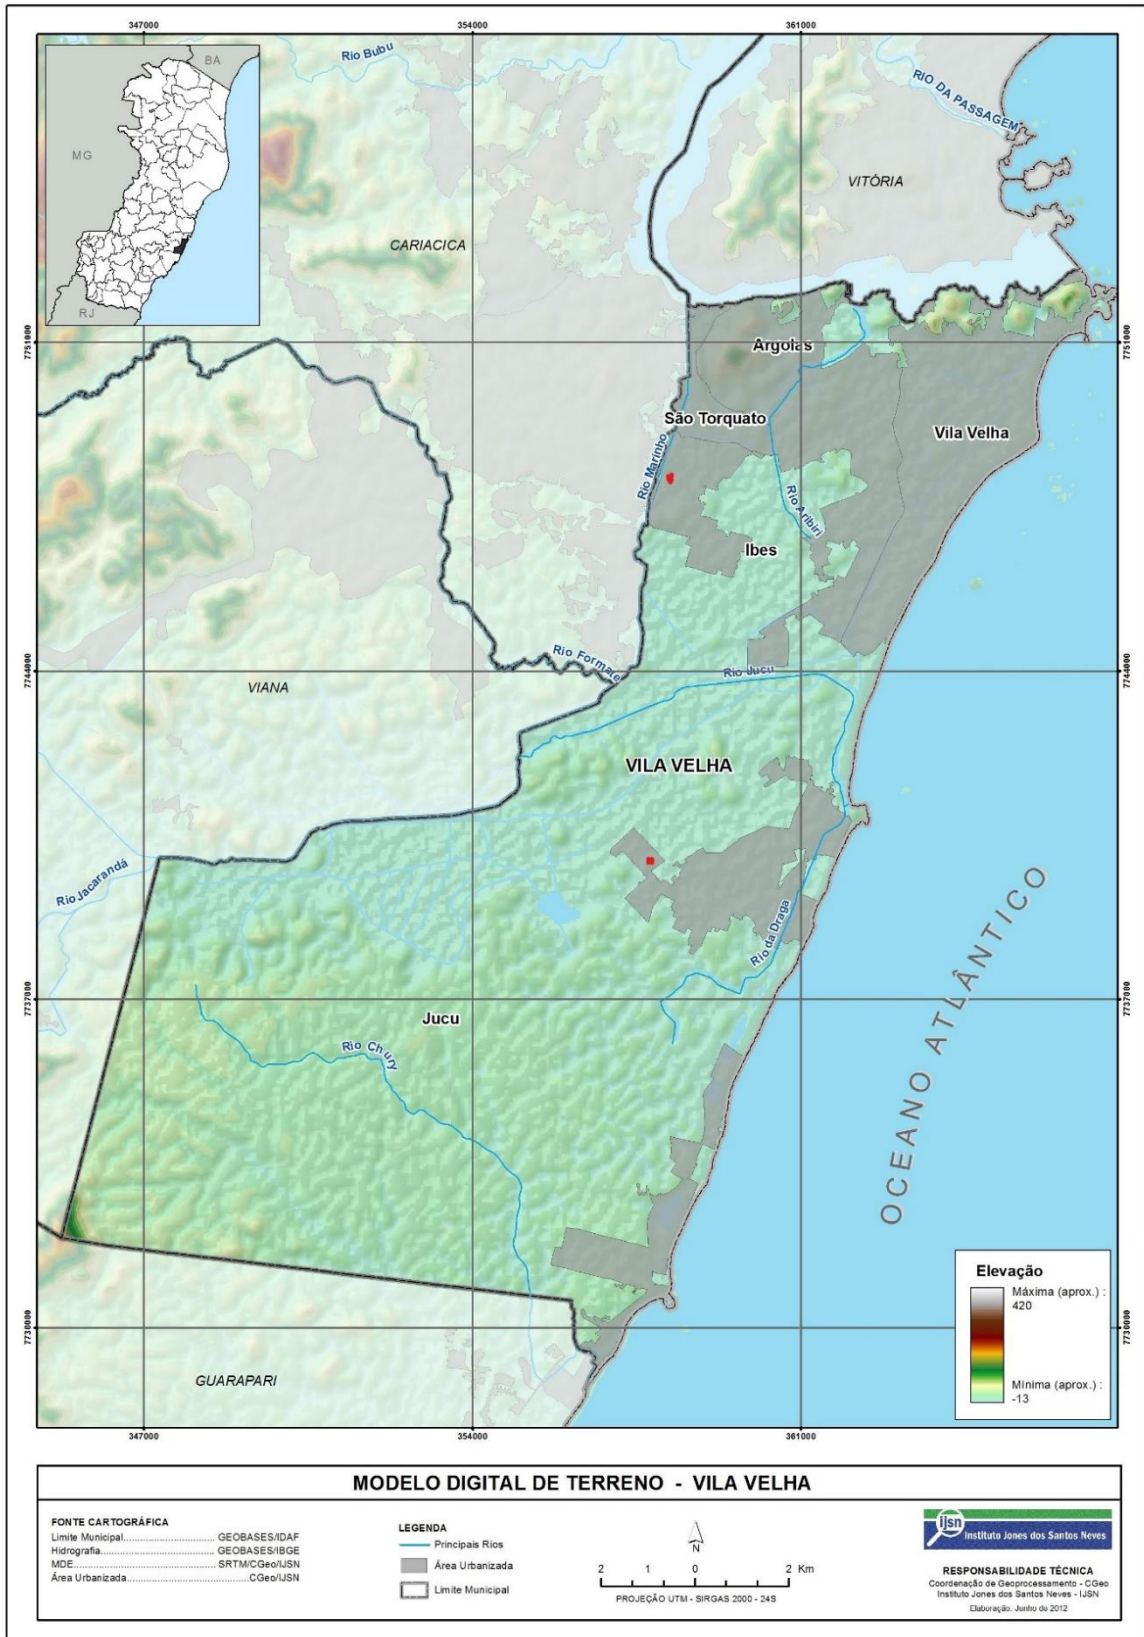 347000
354000
361000
BA
MG
RJ
Rio Bubu
RIO DA PASSAGEM
VITÓRIA
CARIACICA
7751000
7751000
Argolas
São Torquato
Vila Velha
Rio Marinho
Rio Aribiri
Ibes
Rio Formate
7744000
7744000
Rio Jucu
VIANA
VILA VELHA
Rio Jacarandá
OCEANO ATLÂNTICO
Rio da Draga
7737000
7737000
Jucu
Rio Chury
Elevação
Máxima (aprox.) :
420
Mínima (aprox.) :
-13
7730000
7730000
GUARAPARI
347000
354000
361000
MODELO DIGITAL DE TERRENO - VILA VELHA
FONTE CARTOGRÁFICA
Limite Municipal............................ GEOBASES/IDAF
Hidrografia.................................... GEOBASES/IBGE
MDE............................................. SRTM/CGeo/IJSN
Área Urbanizada.....................................CGeo/IJSN
LEGENDA
Principais Rios
Área Urbanizada
Limite Municipal
N
2 1 0 2 Km
PROJEÇÃO UTM - SIRGAS 2000 - 24S
ijsn Instituto Jones dos Santos Neves
RESPONSABILIDADE TÉCNICA
Coordenação de Geoprocessamento - CGeo
Instituto Jones dos Santos Neves - IJSN
Elaboração: Junho de 2012